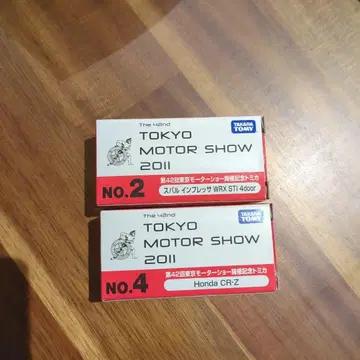 The 42nd
TOKYO
MOTOR SHOW
2011
TAKARA
TOMY
NO.2
第42回東京モーターショー開催記念トミカ
スバル インプレッサ WRX STI 4door
The 42nd
TOKYO
MOTOR SHOW
2011
TAKARA
TOMY
NO.4
第42回東京モーターショー開催記念トミカ
Honda CR-Z